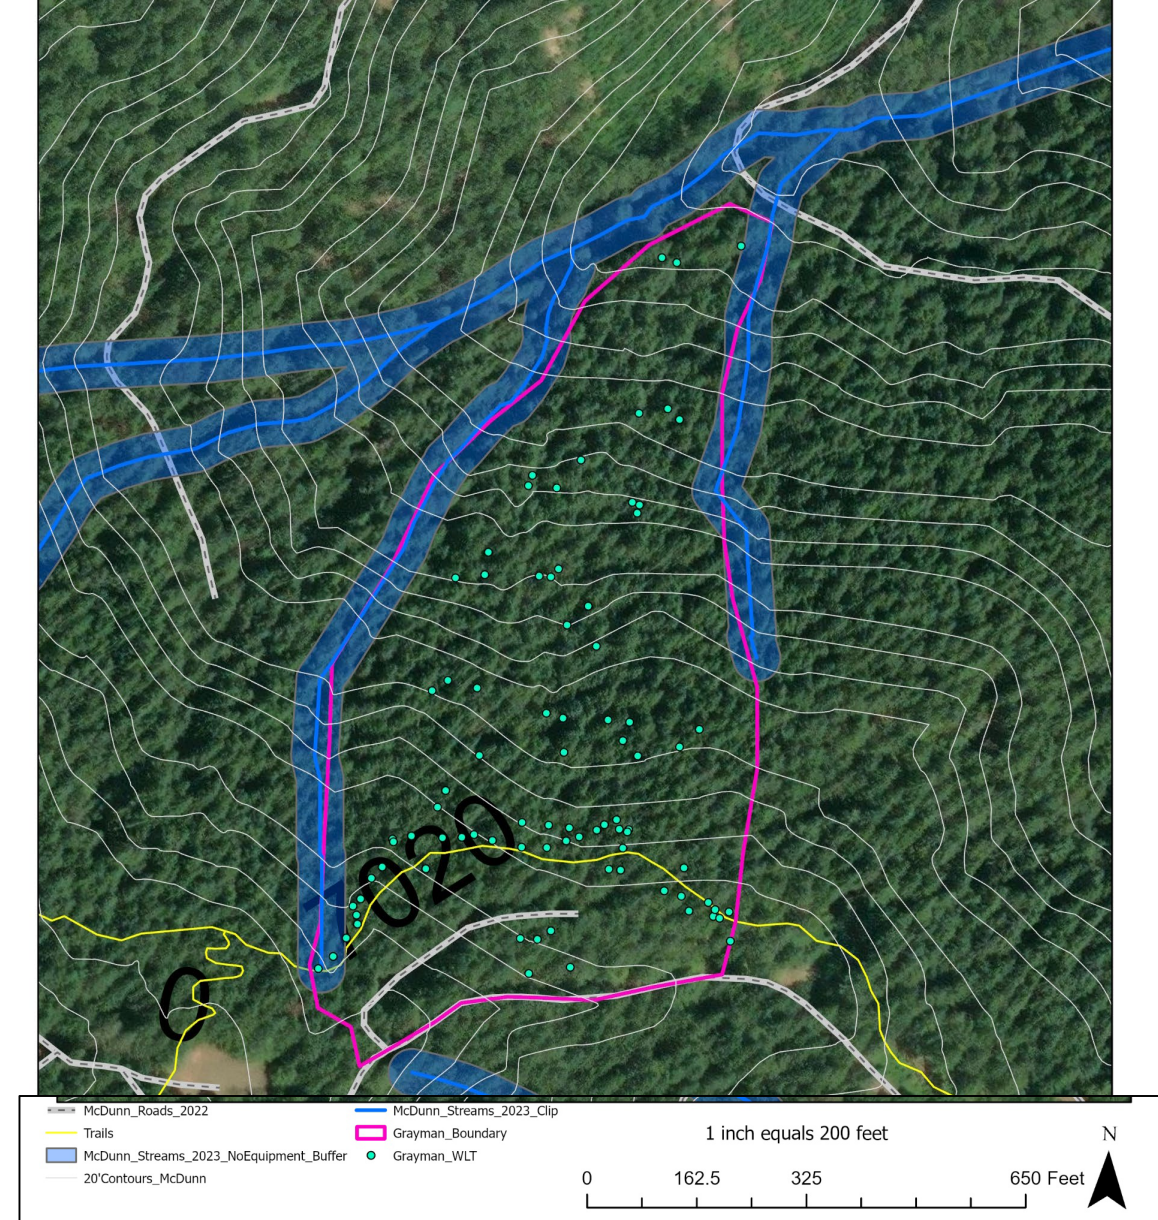 1020
0
McDunn_Roads_2022
Trails
McDunn_Streams_2023_NoEquipment_Buffer
20'Contours_McDunn
McDunn_Streams_2023_Clip
Grayman_Boundary
Grayman_WLT
1 inch equals 200 feet
0 162.5 325 650 Feet
N